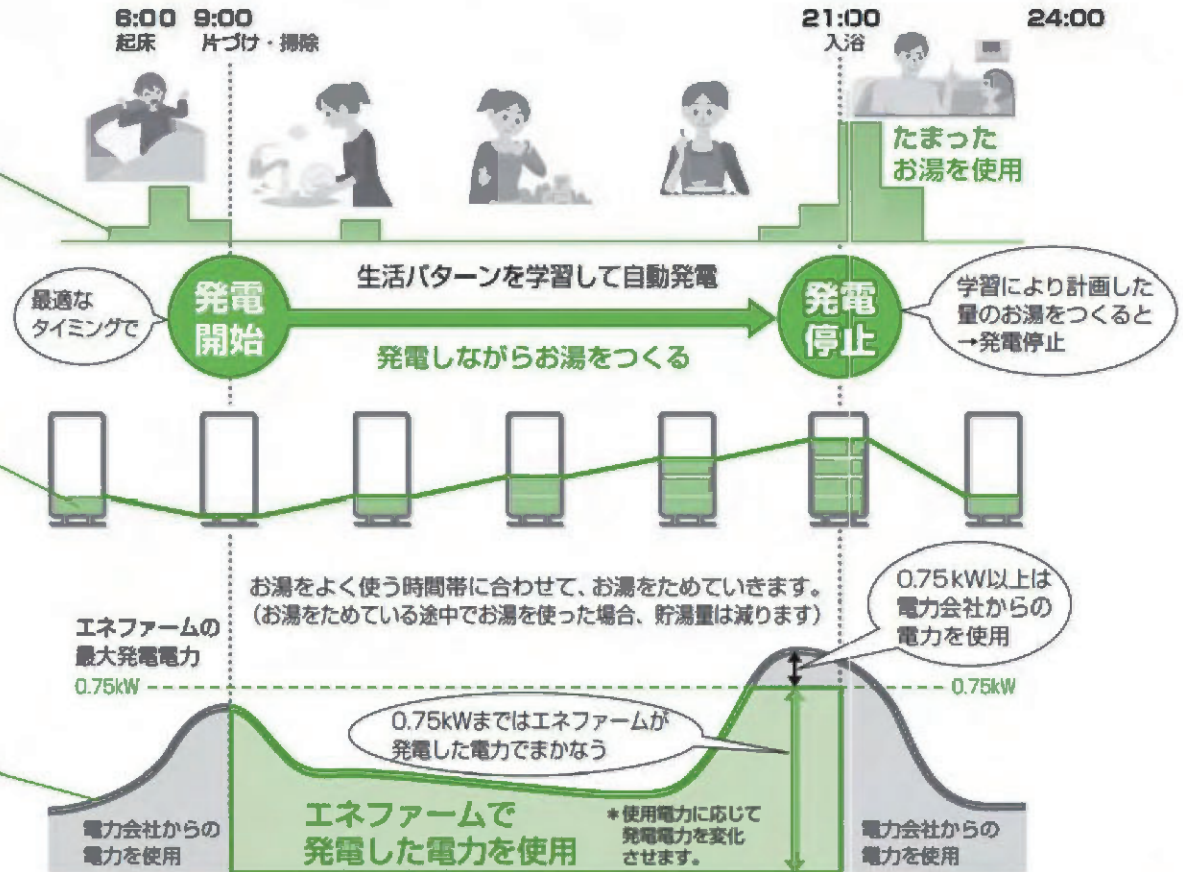 6:00 9:00 21:00 24:00
起床 片づけ・掃除 入浴
たまった
お湯を使用
最適な
タイミングで
発電
開始
生活パターンを学習して自動発電
発電しながらお湯をつくる
発電
停止
学習により計画した
量のお湯をつくると
→発電停止
お湯をよく使う時間帯に合わせて、お湯をためていきます。
(お湯をためている途中でお湯を使った場合、貯湯量は減ります)
0.75kW以上は
電力会社からの
電力を使用
エネファームの
最大発電電力
0.75kW
0.75kW
0.75kWまではエネファームが
発電した電力でまかなう
電力会社からの
電力を使用
エネファームで
発電した電力を使用
*使用電力に応じて
発電電力を変化
させます。
電力会社からの
電力を使用